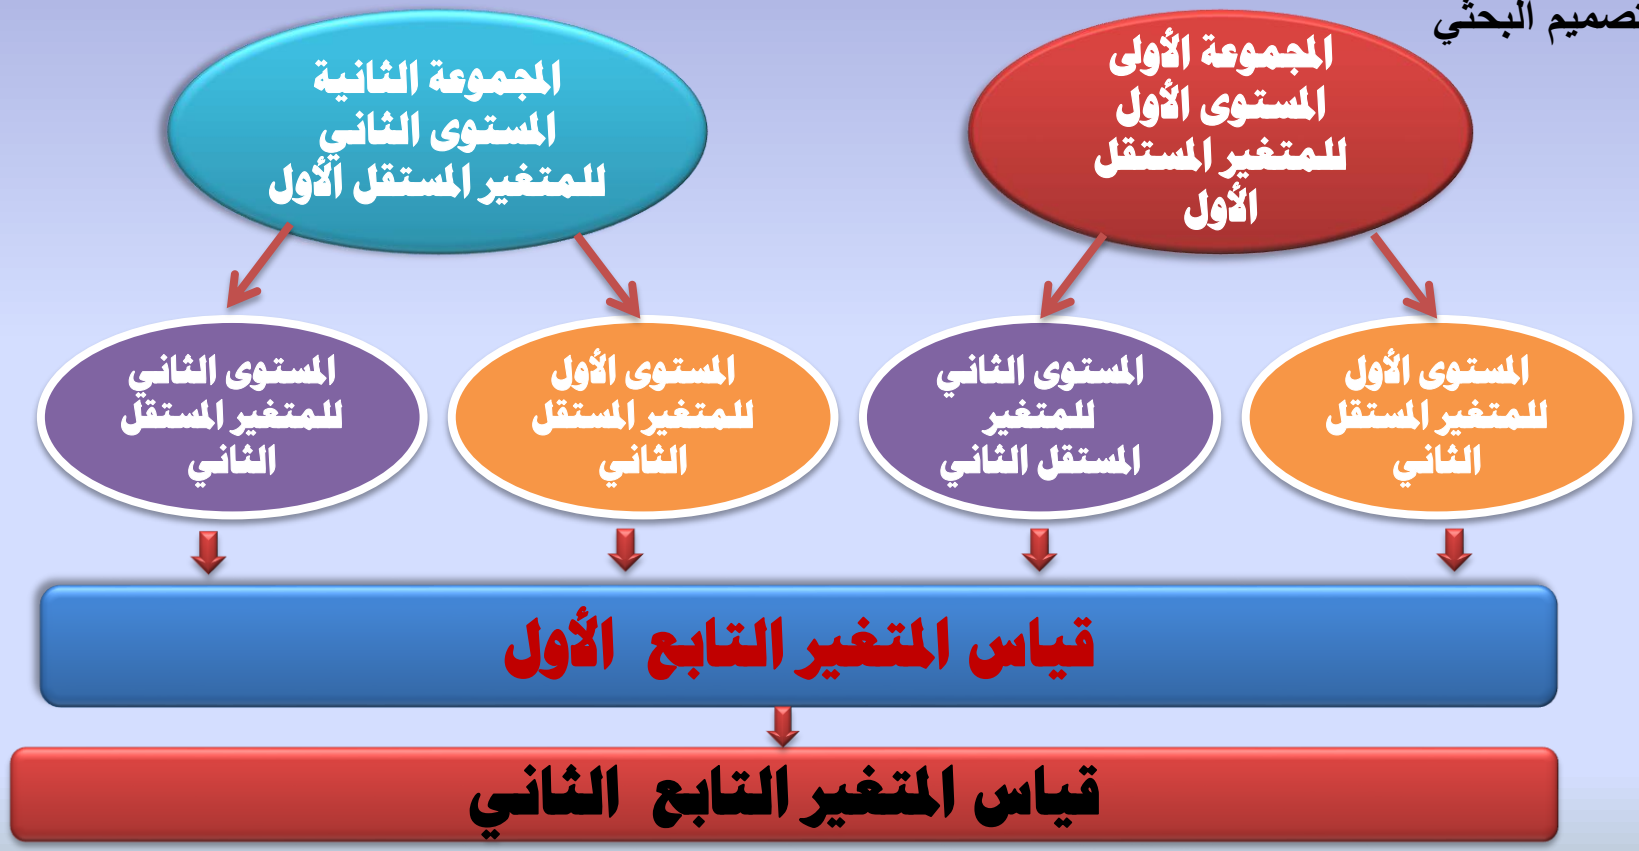 تصميم البحثي
المجموعة الأولى
المستوى الأول
للمتغير المستقل
الأول
المجموعة الثانية
المستوى الثاني
للمتغير المستقل الأول
المستوى الأول
للمتغير المستقل
الثاني
المستوى الثاني
للمتغير
المستقل الثاني
المستوى الأول
للمتغير المستقل
الثاني
المستوى الثاني
للمتغير المستقل
الثاني
قياس المتغير التابع الأول
قياس المتغير التابع الثاني